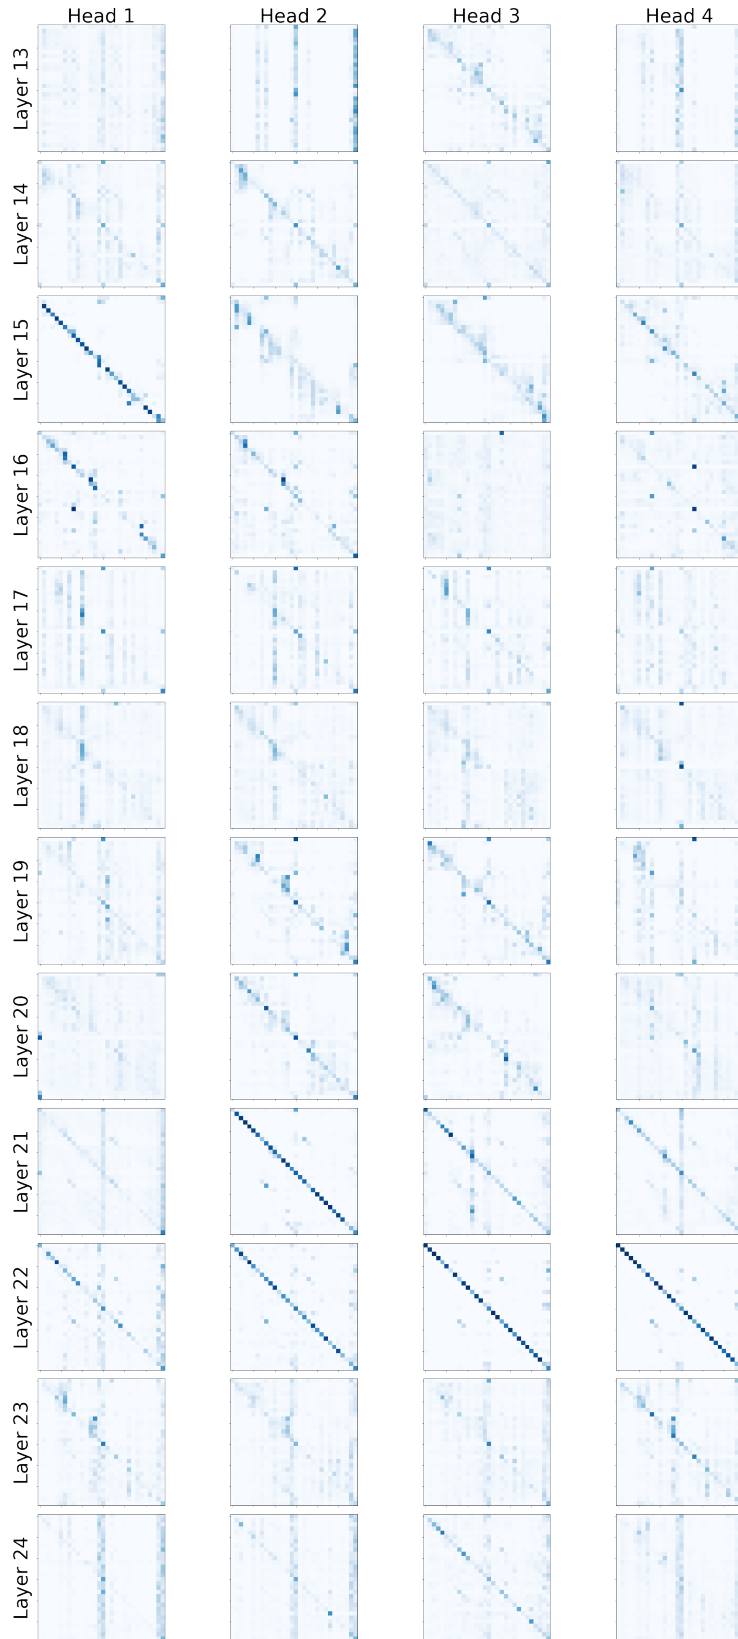 Head 1 Head 2 Head 3 Head 4
Layer 13
Layer 14
Layer 15
Layer 16
Layer 17
Layer 18
Layer 19
Layer 20
Layer 21
Layer 22
Layer 23
Layer 24